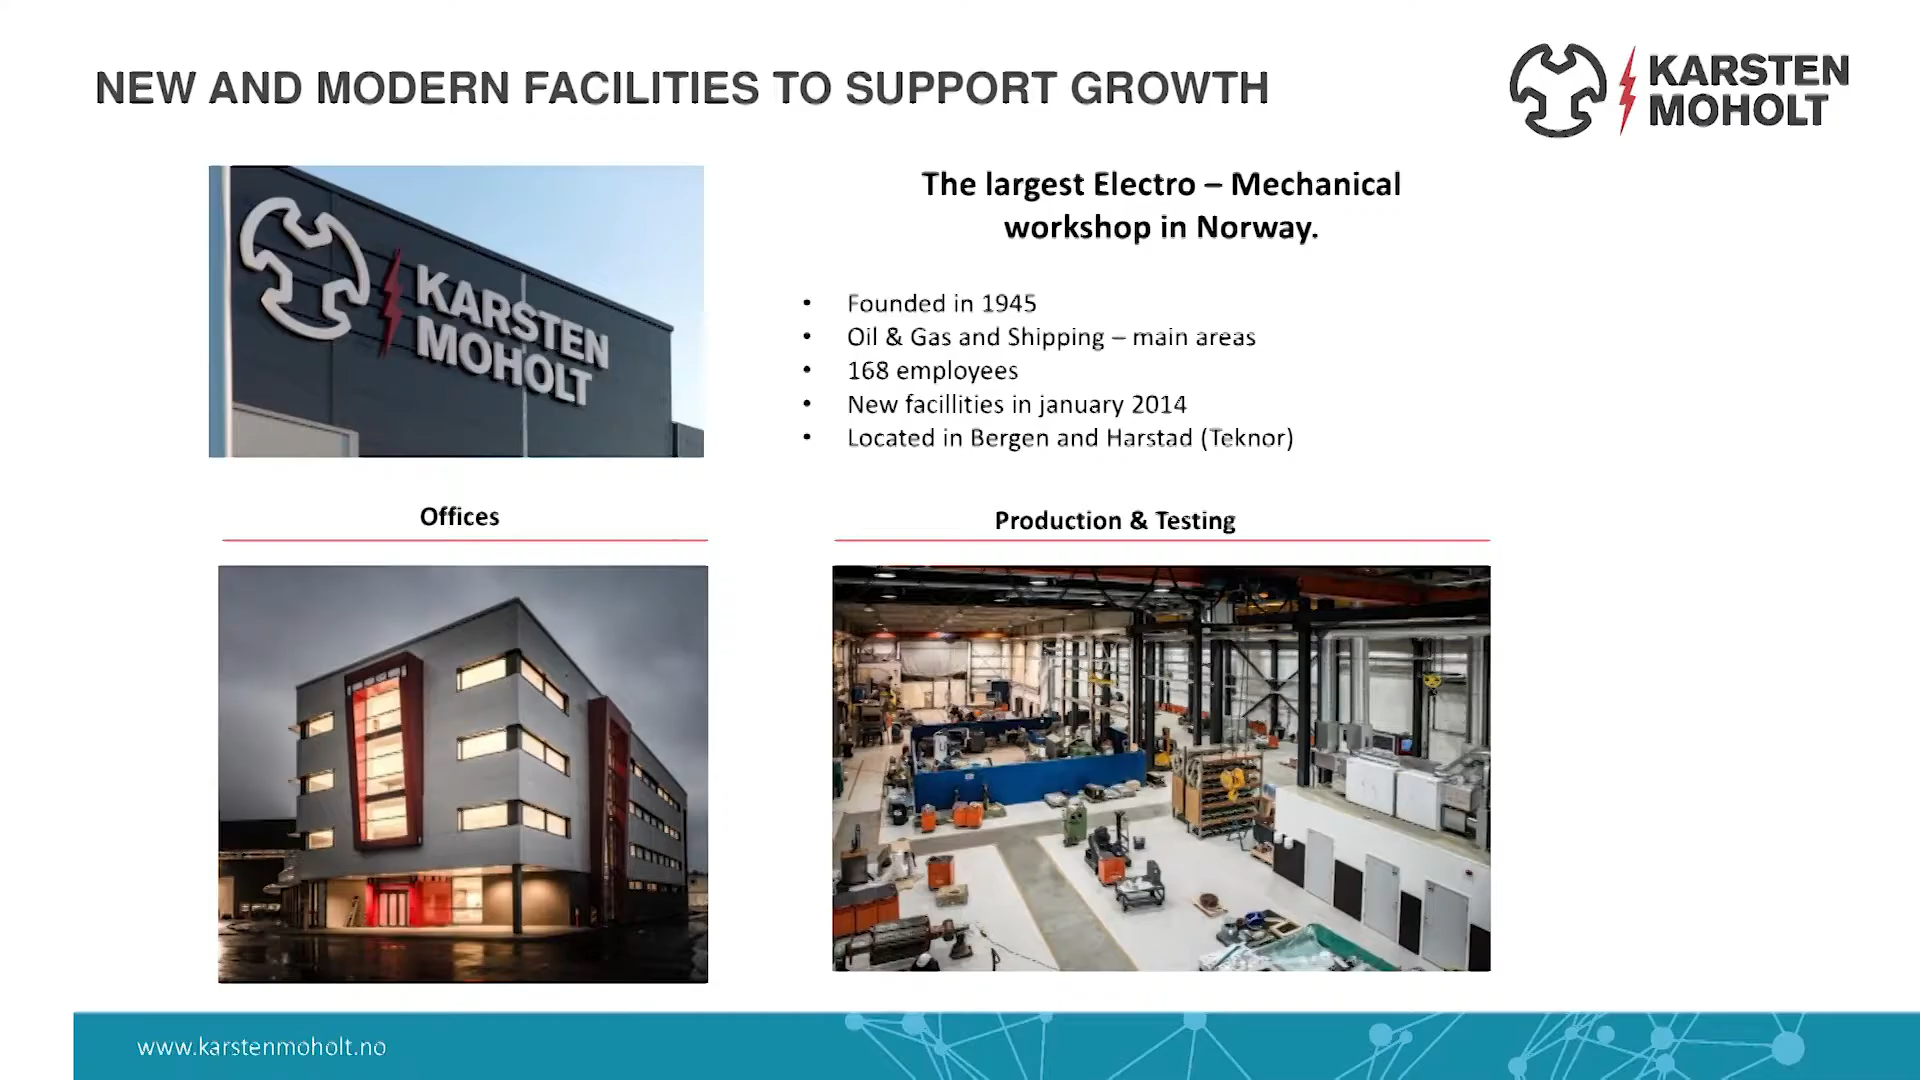 NEW AND MODERN FACILITIES TO SUPPORT GROWTH
KARSTEN
MOHOLT
KARSTEN
MOHOLT
The largest Electro – Mechanical
workshop in Norway.
• Founded in 1945
• Oil & Gas and Shipping – main areas
• 168 employees
• New facillities in january 2014
• Located in Bergen and Harstad (Teknor)
Offices
Production & Testing
www.karstenmoholt.no